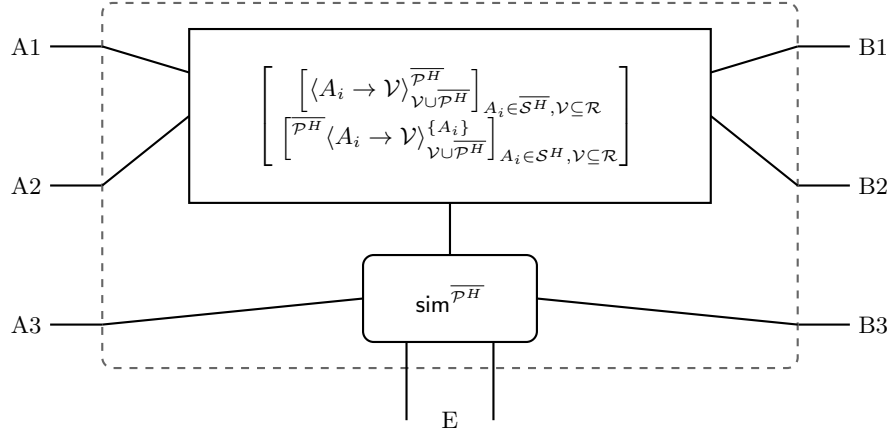 A1
B1
[⟨A_i → 𝒱⟩^{\overline{𝒫^H}}_{𝒱∪\overline{𝒫^H}}]_{A_i∈\overline{𝒮^H},𝒱⊆ℛ}
[^{\overline{𝒫^H}}⟨A_i → 𝒱⟩^{\{A_i\}}_{𝒱∪\overline{𝒫^H}}]_{A_i∈𝒮^H,𝒱⊆ℛ}
A2
B2
sim^{\overline{𝒫^H}}
A3
B3
E